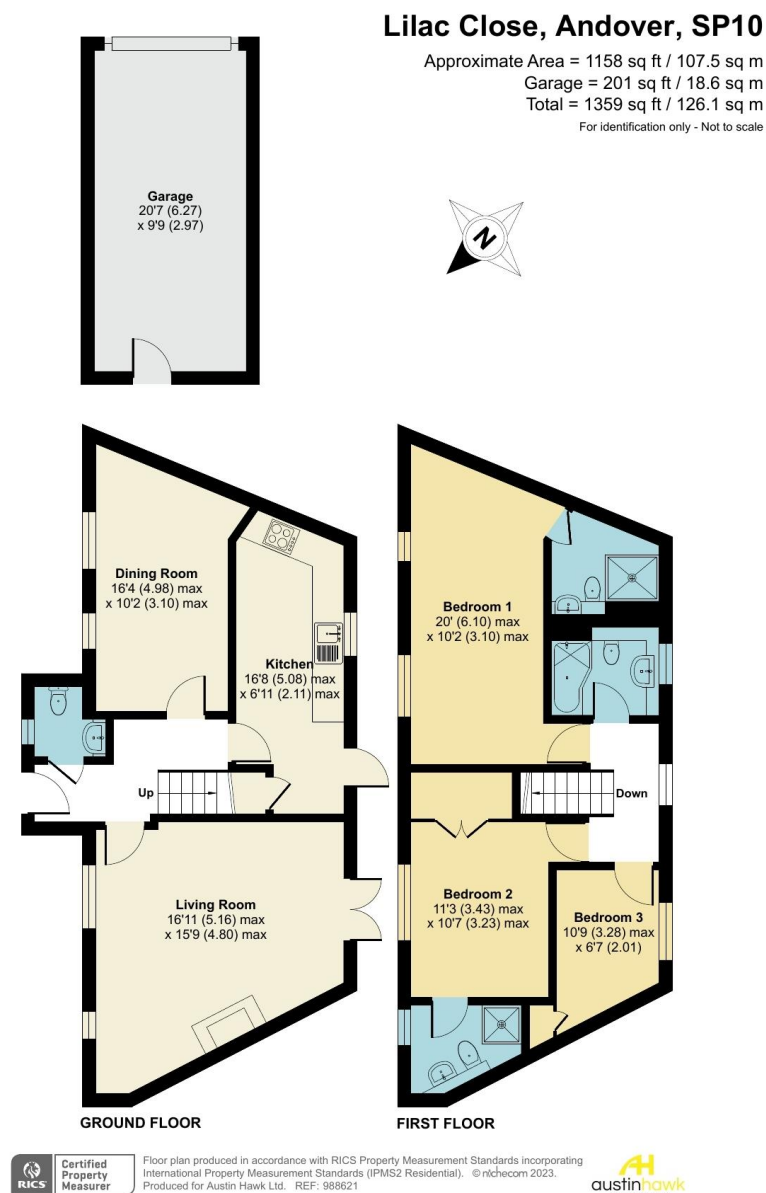 Lilac Close, Andover, SP10
Approximate Area = 1158 sq ft / 107.5 sq m
Garage = 201 sq ft / 18.6 sq m
Total = 1359 sq ft / 126.1 sq m
For identification only - Not to scale
Garage
20'7 (6.27)
x 9'9 (2.97)
N
Dining Room
16'4 (4.98) max
x 10'2 (3.10) max
Kitchen
16'8 (5.08) max
x 6'11 (2.11) max
Up
Living Room
16'11 (5.16) max
x 15'9 (4.80) max
GROUND FLOOR
Bedroom 1
20' (6.10) max
x 10'2 (3.10) max
Down
Bedroom 2
11'3 (3.43) max
x 10'7 (3.23) max
Bedroom 3
10'9 (3.28) max
x 6'7 (2.01)
FIRST FLOOR
RICS
Certified
Property
Measurer
Floor plan produced in accordance with RICS Property Measurement Standards incorporating
International Property Measurement Standards (IPMS2 Residential). © nichecom 2023.
Produced for Austin Hawk Ltd. REF: 988621
AH
austinhawk